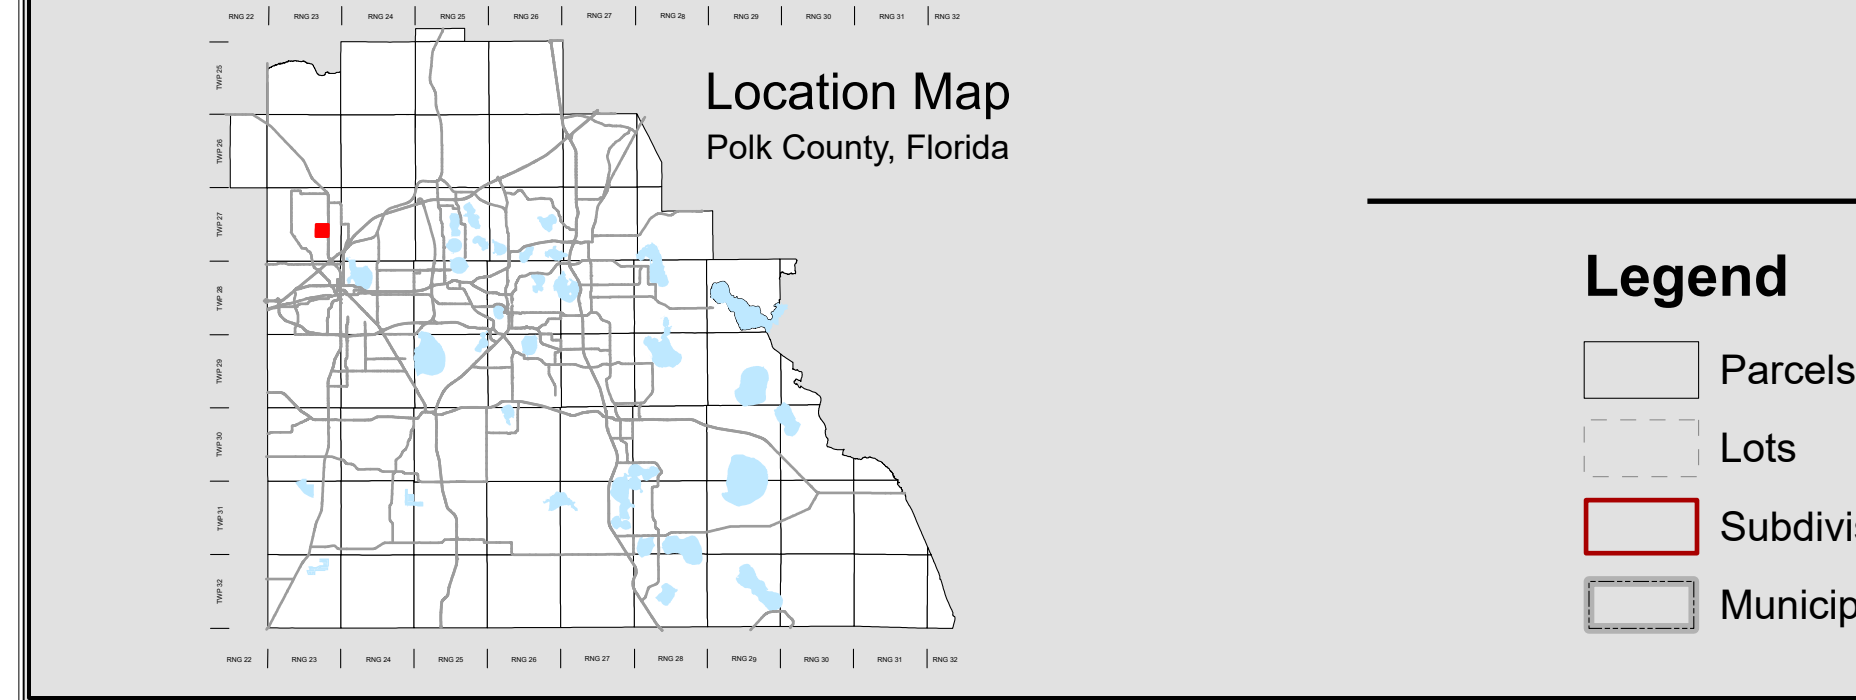 RNG 22 RNG 23 RNG 24 RNG 25 RNG 26 RNG 27 RNG 28 RNG 29 RNG 30 RNG 31 RNG 32
TWP 25
TWP 26
TWP 27
TWP 28
TWP 29
TWP 30
TWP 31
TWP 32
RNG 22 RNG 23 RNG 24 RNG 25 RNG 26 RNG 27 RNG 28 RNG 29 RNG 30 RNG 31 RNG 32
Location Map
Polk County, Florida
Legend
Parcels
Lots
Subdivis
Municip